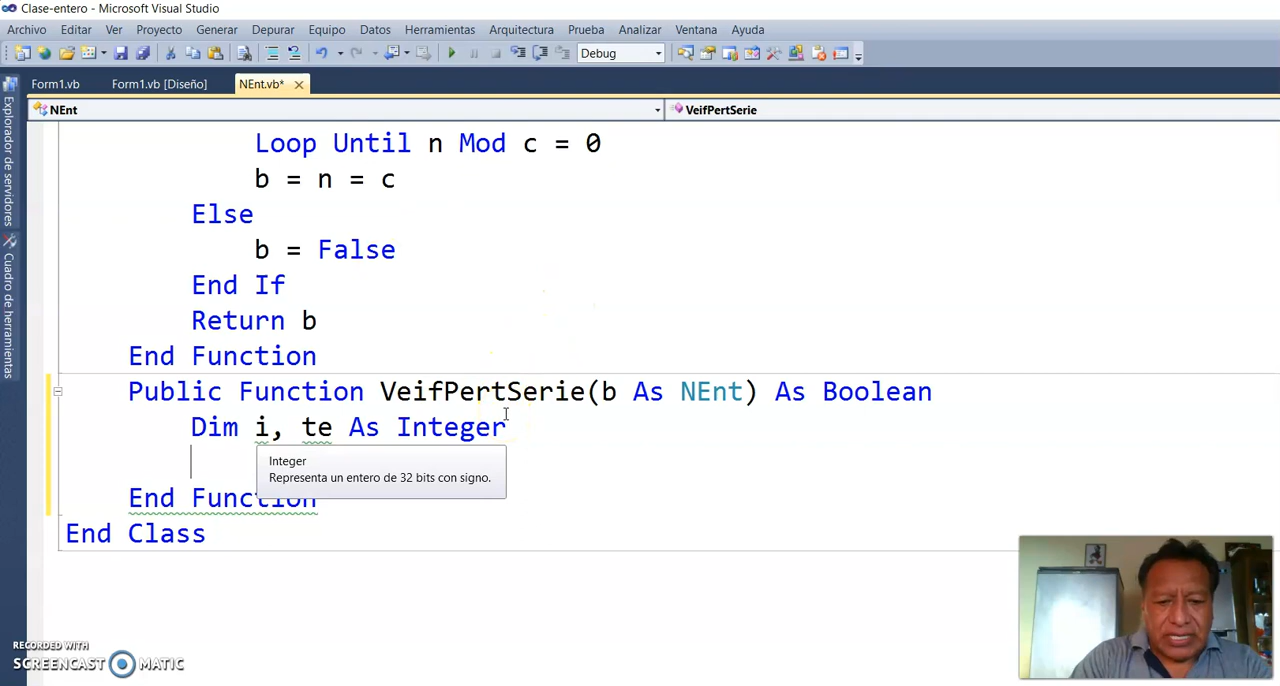 Clase-entero - Microsoft Visual Studio
Archivo Editar Ver Proyecto Generar Depurar Equipo Datos Herramientas Arquitectura Prueba Analizar Ventana Ayuda
Debug
Form1.vb Form1.vb [Diseño] NEnt.vb*
NEnt VeifPertSerie
Explorador de servidores
Cuadro de herramientas
Loop Until n Mod c = 0
b = n = c
Else
b = False
End If
Return b
End Function
Public Function VeifPertSerie(b As NEnt) As Boolean
Dim i, te As Integer
Integer
Representa un entero de 32 bits con signo.
End Function
End Class
RECORDED WITH
SCREENCAST MATIC